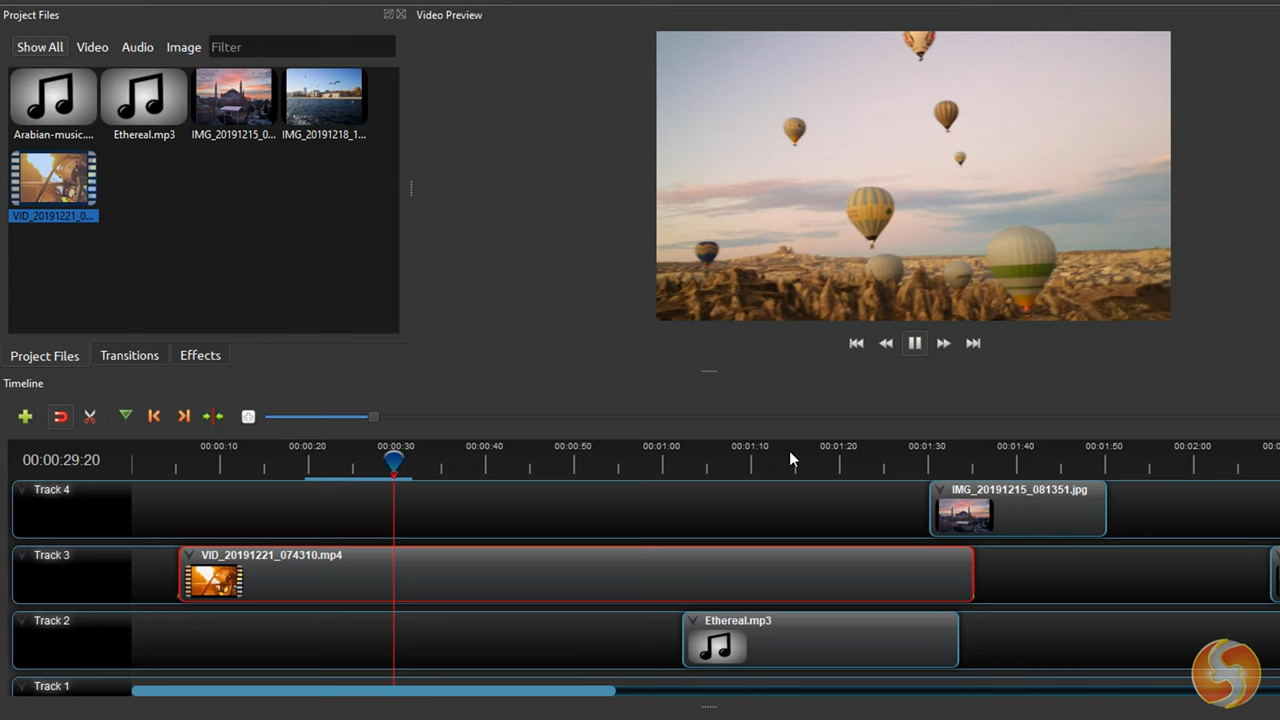 Project Files
Video Preview
Show All Video Audio Image Filter
Arabian-music.... Ethereal.mp3 IMG_20191215_0... IMG_20191218_1...
VID_20191221_0...
Project Files Transitions Effects
Timeline
00:00:29:20
00:00:10 00:00:20 00:00:30 00:00:40 00:00:50 00:01:00 00:01:10 00:01:20 00:01:30 00:01:40 00:01:50 00:02:00 00:0
Track 4 IMG_20191215_081351.jpg
Track 3 VID_20191221_074310.mp4
Track 2 Ethereal.mp3
Track 1